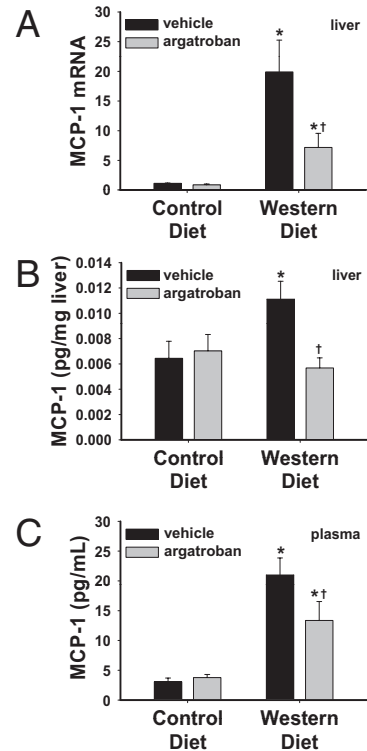 A
MCP-1 mRNA
30
25
20
15
10
5
0
vehicle
argatroban
liver
*
*†
Control
Diet
Western
Diet
B
MCP-1 (pg/mg liver)
0.014
0.012
0.010
0.008
0.006
0.004
0.002
0.000
vehicle
argatroban
liver
*
†
Control
Diet
Western
Diet
C
MCP-1 (pg/mL)
30
25
20
15
10
5
0
vehicle
argatroban
plasma
*
*†
Control
Diet
Western
Diet